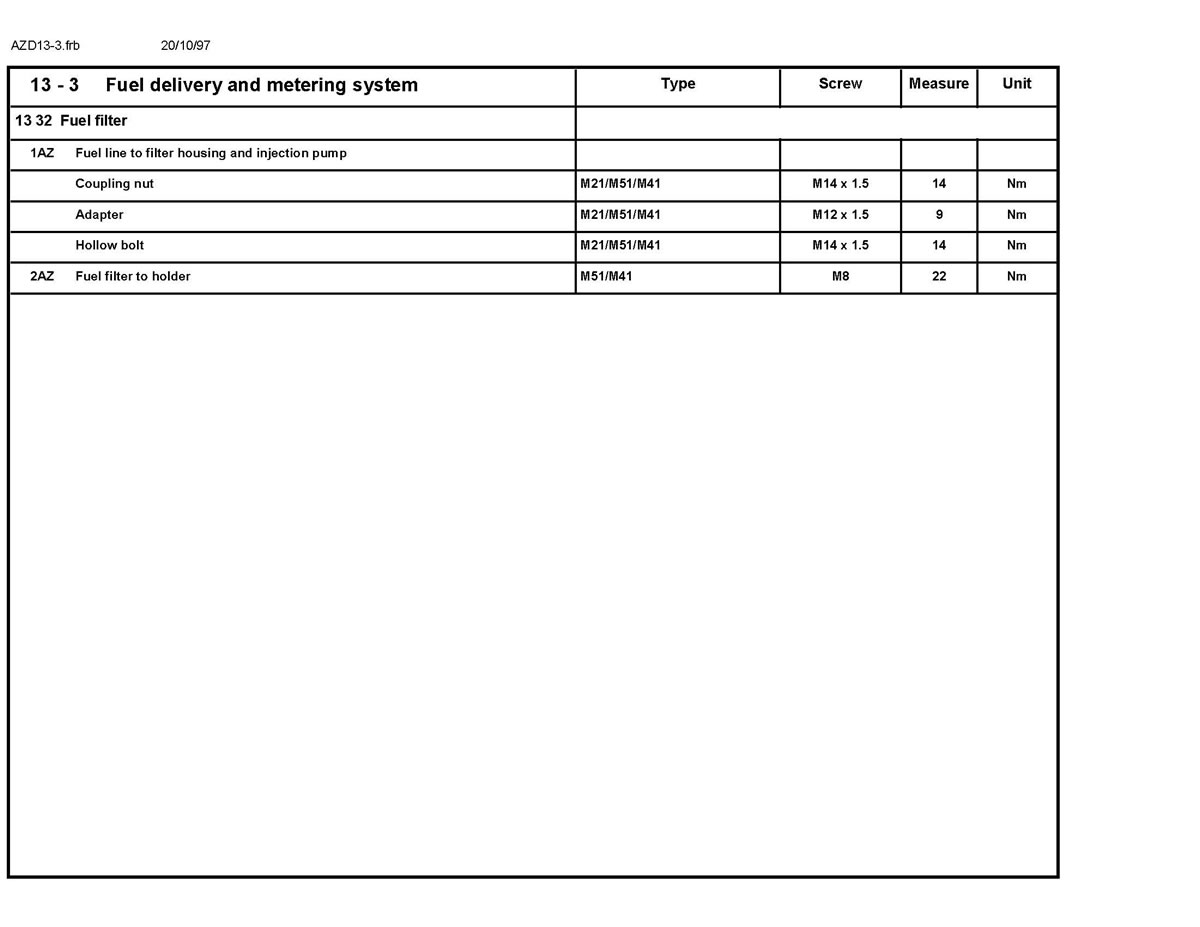 AZD13-3.frb 20/10/97
13 - 3 Fuel delivery and metering system Type Screw Measure Unit
13 32 Fuel filter
1AZ Fuel line to filter housing and injection pump
Coupling nut M21/M51/M41 M14 x 1.5 14 Nm
Adapter M21/M51/M41 M12 x 1.5 9 Nm
Hollow bolt M21/M51/M41 M14 x 1.5 14 Nm
2AZ Fuel filter to holder M51/M41 M8 22 Nm